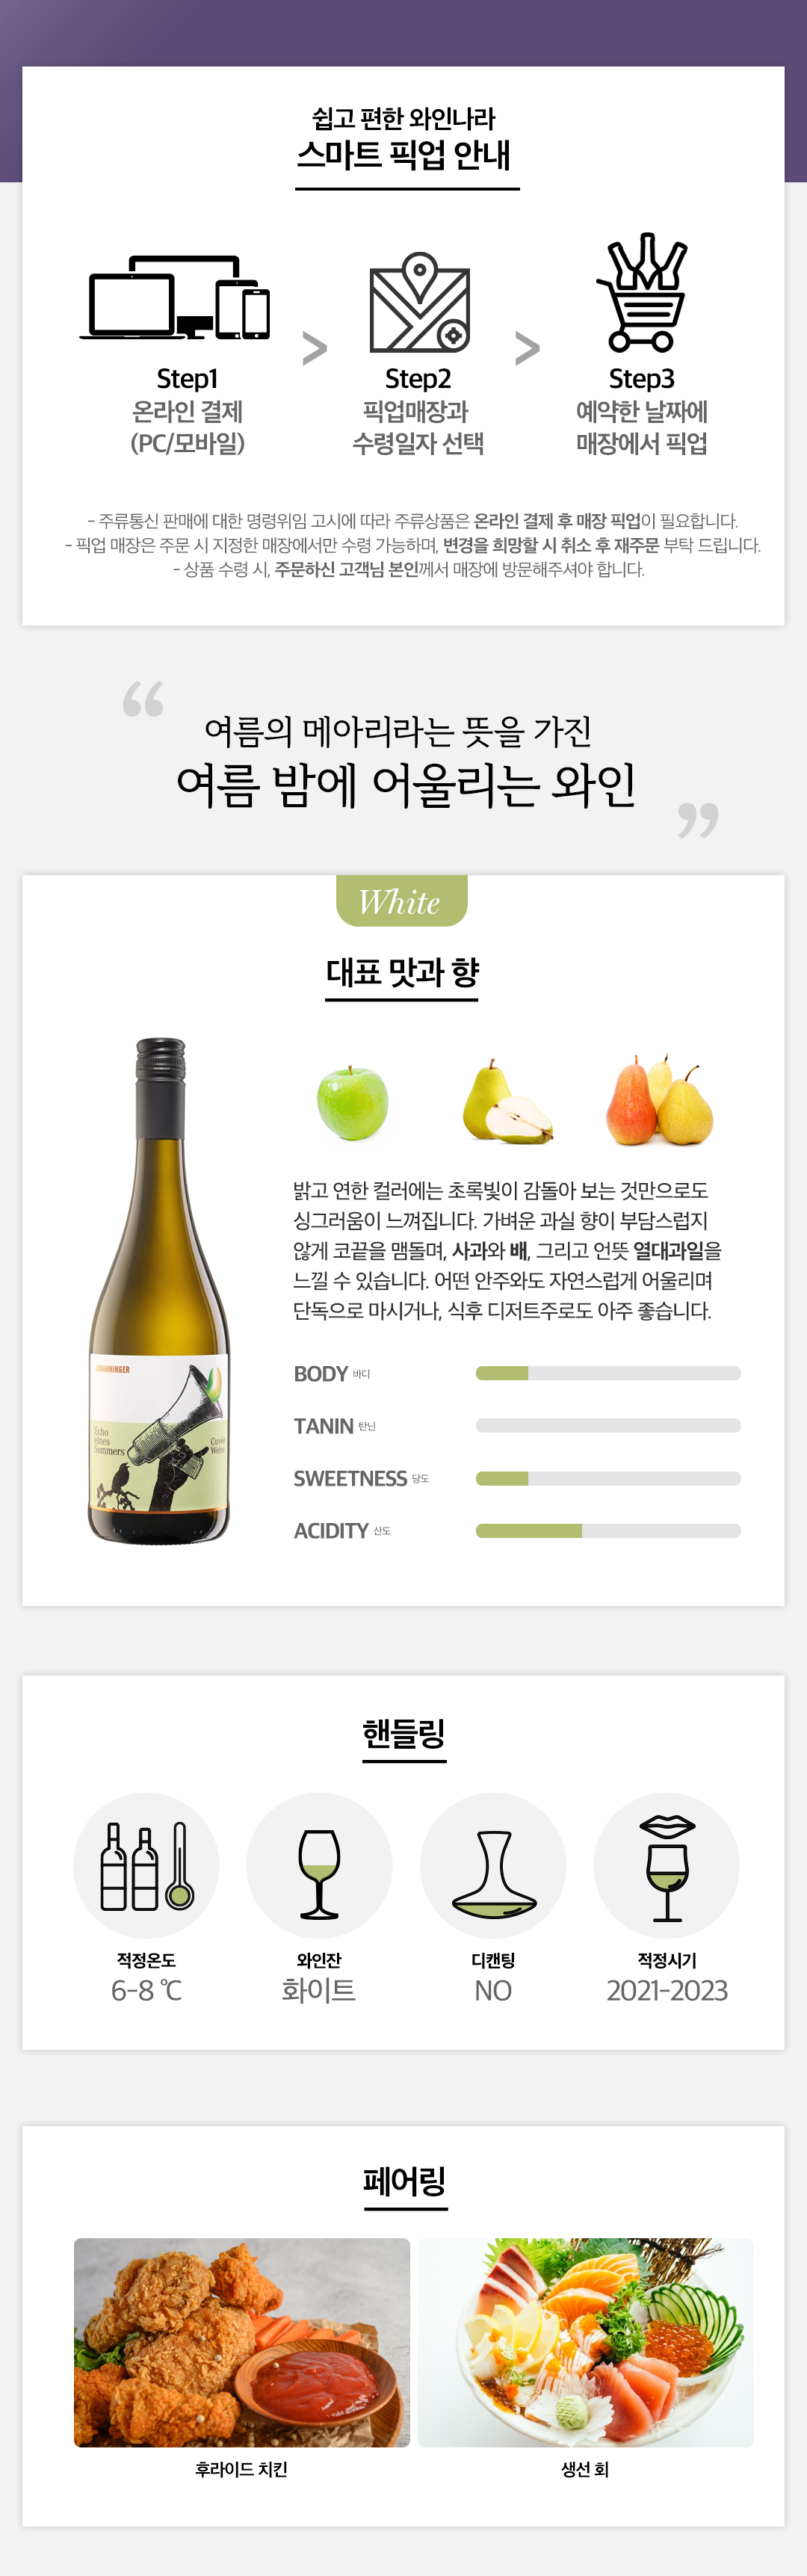 쉽고 편한 와인나라
스마트 픽업 안내
Step1
온라인 결제
(PC/모바일)
>
Step2
픽업매장과
수령일자 선택
>
Step3
예약한 날짜에
매장에서 픽업
- 주류통신 판매에 대한 명령위임 고시에 따라 주류상품은 온라인 결제 후 매장 픽업이 필요합니다.
- 픽업 매장은 주문 시 지정한 매장에서만 수령 가능하며, 변경을 희망할 시 취소 후 재주문 부탁 드립니다.
- 상품 수령 시, 주문하신 고객님 본인께서 매장에 방문해주셔야 합니다.
“
여름의 메아리라는 뜻을 가진
여름 밤에 어울리는 와인
”
White
대표 맛과 향
밝고 연한 컬러에는 초록빛이 감돌아 보는 것만으로도
싱그러움이 느껴집니다. 가벼운 과실 향이 부담스럽지
않게 코끝을 맴돌며, 사과와 배, 그리고 언뜻 열대과일을
느낄 수 있습니다. 어떤 안주와도 자연스럽게 어울리며
단독으로 마시거나, 식후 디저트주로도 아주 좋습니다.
JOHANNINGER
Echo
eines
Sommers
Cuvée
Weiss
BODY 바디
TANIN 탄닌
SWEETNESS 당도
ACIDITY 산도
핸들링
적정온도
6-8 ℃
와인잔
화이트
디캔팅
NO
적정시기
2021-2023
페어링
후라이드 치킨
생선 회